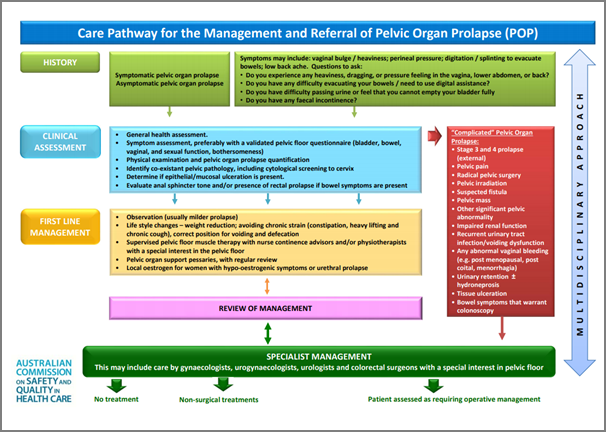 Care Pathway for the Management and Referral of Pelvic Organ Prolapse (POP)
HISTORY
Symptomatic pelvic organ prolapse
Asymptomatic pelvic organ prolapse
Symptoms may include: vaginal bulge / heaviness; perineal pressure; digitation / splinting to evacuate
bowels; low back ache. Questions to ask:
• Do you experience any heaviness, dragging, or pressure feeling in the vagina, lower abdomen, or back?
• Do you have any difficulty evacuating your bowels / need to use digital assistance?
• Do you have difficulty passing urine or feel that you cannot empty your bladder fully
• Do you have any faecal incontinence?
CLINICAL
ASSESSMENT
• General health assessment.
• Symptom assessment, preferably with a validated pelvic floor questionnaire (bladder, bowel,
vaginal, and sexual function, bothersomeness)
• Physical examination and pelvic organ prolapse quantification
• Identify co-existant pelvic pathology, including cytological screening to cervix
• Determine if epithelial/mucosal ulceration is present.
• Evaluate anal sphincter tone and/or presence of rectal prolapse if bowel symptoms are present
"Complicated" Pelvic Organ
Prolapse:
• Stage 3 and 4 prolapse
(external)
• Pelvic pain
• Radical pelvic surgery
• Pelvic irradiation
• Suspected fistula
• Pelvic mass
• Other significant pelvic
abnormality
• Impaired renal function
• Recurrent urinary tract
infection/voiding dysfunction
• Any abnormal vaginal bleeding
(e.g. post menopausal, post
coital, menorrhagia)
• Urinary retention ±
hydroneprosis
• Tissue ulceration
• Bowel symptoms that warrant
colonoscopy
FIRST LINE
MANAGEMENT
• Observation (usually milder prolapse)
• Life style changes – weight reduction; avoiding chronic strain (constipation, heavy lifting and
chronic cough), correct position for voiding and defecation
• Supervised pelvic floor muscle therapy with nurse continence advisors and/or physiotherapists
with a special interest in pelvic floor
• Pelvic organ support pessaries, with regular review
• Local oestrogen for women with hypo-oestrogenic symptoms or urethral prolapse
REVIEW OF MANAGEMENT
SPECIALIST MANAGEMENT
This may include care by gynaecologists, urogynaecologists, urologists and colorectal surgeons with a special interest in pelvic floor
No treatment
Non-surgical treatments
Patient assessed as requiring operative management
MULTIDISCIPLINARY APPROACH
AUSTRALIAN
COMMISSION
ON SAFETY AND
QUALITY IN
HEALTH CARE